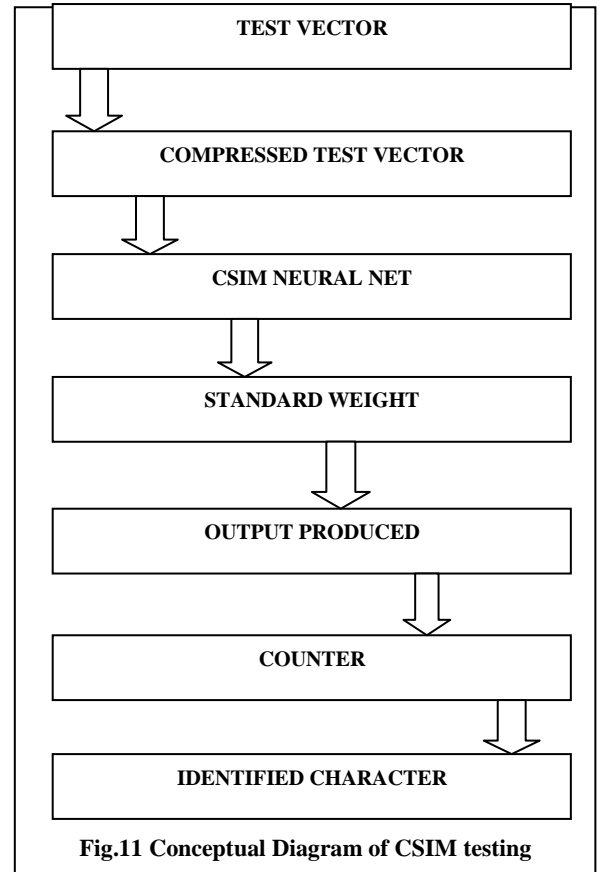 TEST VECTOR
COMPRESSED TEST VECTOR
CSIM NEURAL NET
STANDARD WEIGHT
OUTPUT PRODUCED
COUNTER
IDENTIFIED CHARACTER
Fig.11 Conceptual Diagram of CSIM testing